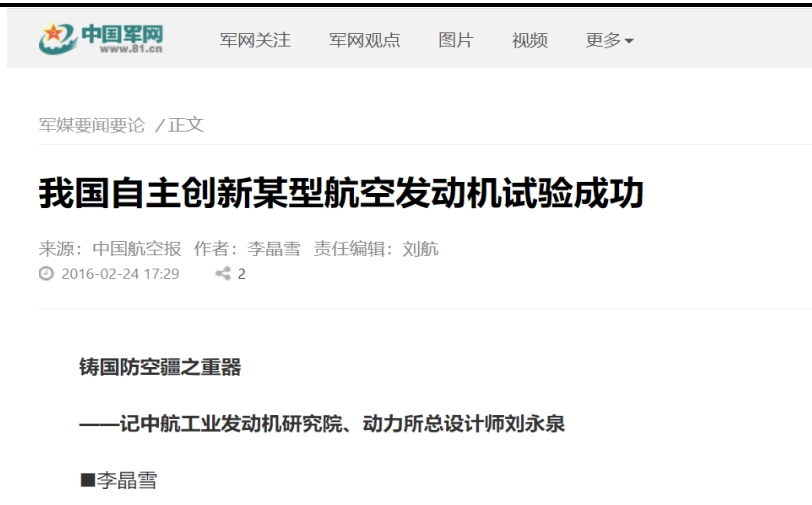 中国军网
www.81.cn
军网关注 军网观点 图片 视频 更多
军媒要闻要论 / 正文
我国自主创新某型航空发动机试验成功
来源：中国航空报 作者：李晶雪 责任编辑：刘航
2016-02-24 17:29 2
铸国防空疆之重器
——记中航工业发动机研究院、动力所总设计师刘永泉
■李晶雪